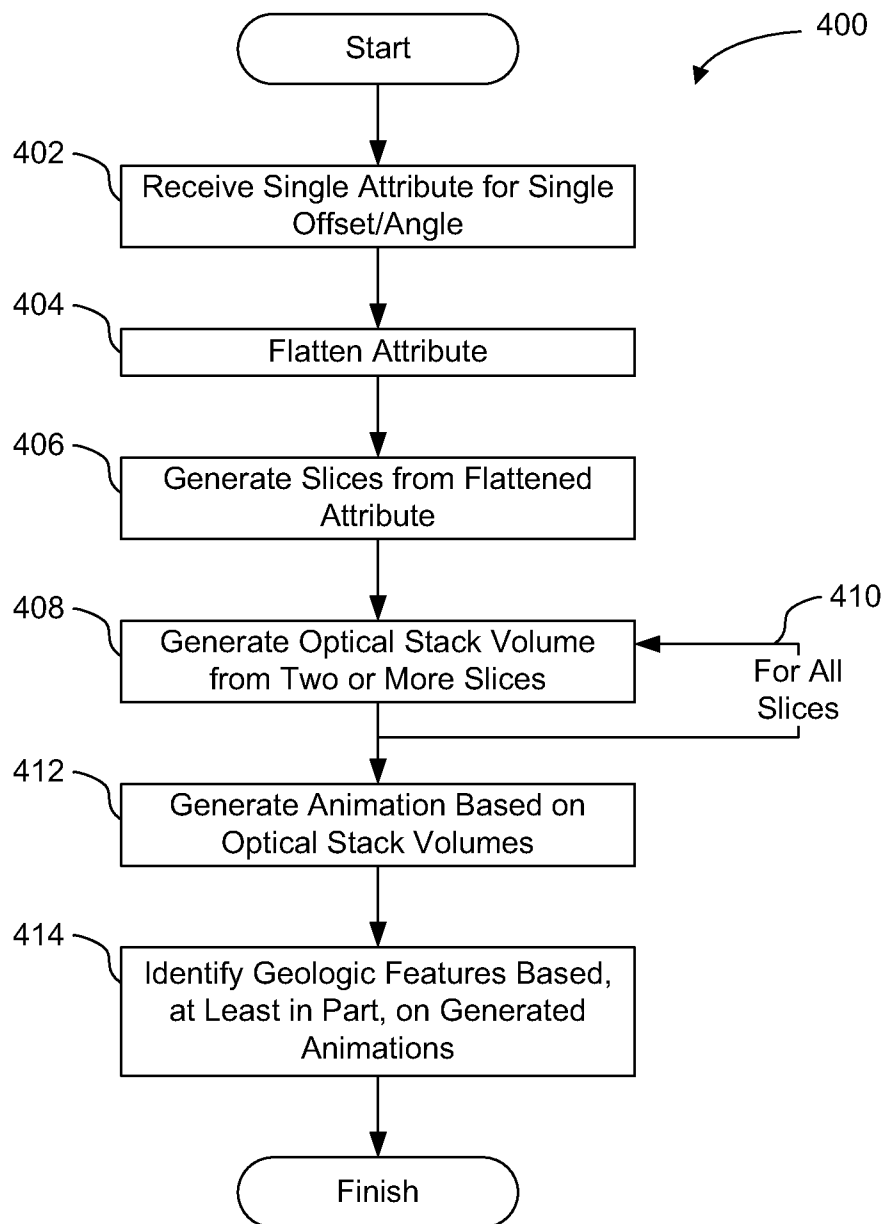 Start
400
402
Receive Single Attribute for Single
Offset/Angle
404
Flatten Attribute
406
Generate Slices from Flattened
Attribute
408
Generate Optical Stack Volume
from Two or More Slices
410
For All
Slices
412
Generate Animation Based on
Optical Stack Volumes
414
Identify Geologic Features Based,
at Least in Part, on Generated
Animations
Finish